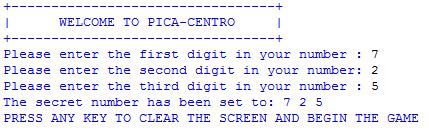 +---------------------------------+
|      WELCOME TO PICA-CENTRO     |
+---------------------------------+
Please enter the first digit in your number : 7
Please enter the second digit in your number: 2
Please enter the third digit in your number : 5
The secret number has been set to: 7 2 5
PRESS ANY KEY TO CLEAR THE SCREEN AND BEGIN THE GAME